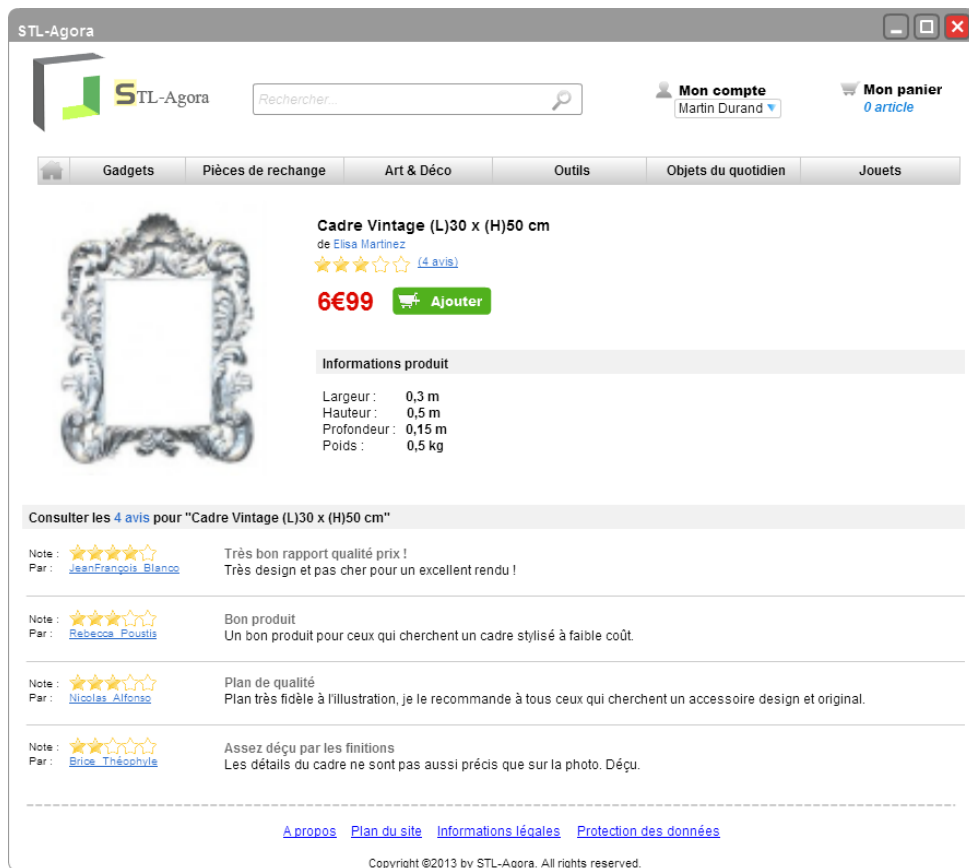 STL-Agora
STL-Agora
Rechercher...
Mon compte
Martin Durand
Mon panier
0 article
Gadgets
Pièces de rechange
Art & Déco
Outils
Objets du quotidien
Jouets
Cadre Vintage (L)30 x (H)50 cm
de Elisa Martinez
(4 avis)
6€99
Ajouter
Informations produit
Largeur : 0,3 m
Hauteur : 0,5 m
Profondeur : 0,15 m
Poids : 0,5 kg
Consulter les 4 avis pour "Cadre Vintage (L)30 x (H)50 cm"
Note :
Par : JeanFrançois Blanco
Très bon rapport qualité prix !
Très design et pas cher pour un excellent rendu !
Note :
Par : Rebecca Poustis
Bon produit
Un bon produit pour ceux qui cherchent un cadre stylisé à faible coût.
Note :
Par : Nicolas Alfonso
Plan de qualité
Plan très fidèle à l'illustration, je le recommande à tous ceux qui cherchent un accessoire design et original.
Note :
Par : Brice Théophyle
Assez déçu par les finitions
Les détails du cadre ne sont pas aussi précis que sur la photo. Déçu.
A propos Plan du site Informations légales Protection des données
Copyright ©2013 by STL-Agora. All rights reserved.